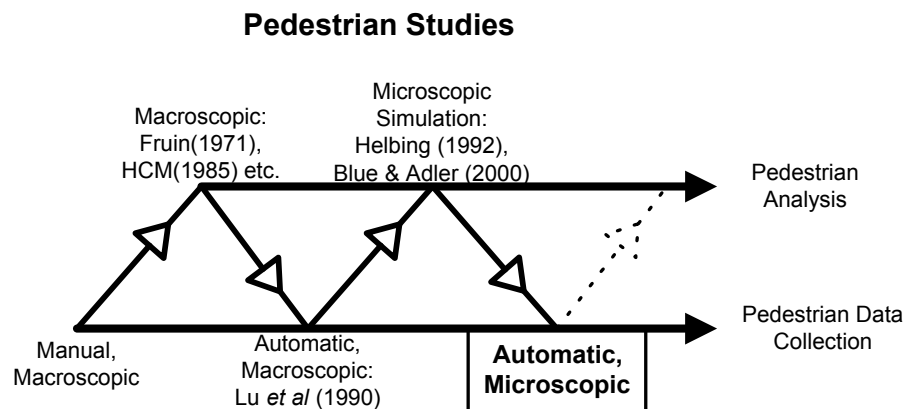 Pedestrian Studies
Macroscopic:
Fruin(1971),
HCM(1985) etc.
Microscopic
Simulation:
Helbing (1992),
Blue & Adler (2000)
Pedestrian
Analysis
Manual,
Macroscopic
Automatic,
Macroscopic:
Lu et al (1990)
Automatic,
Microscopic
Pedestrian Data
Collection